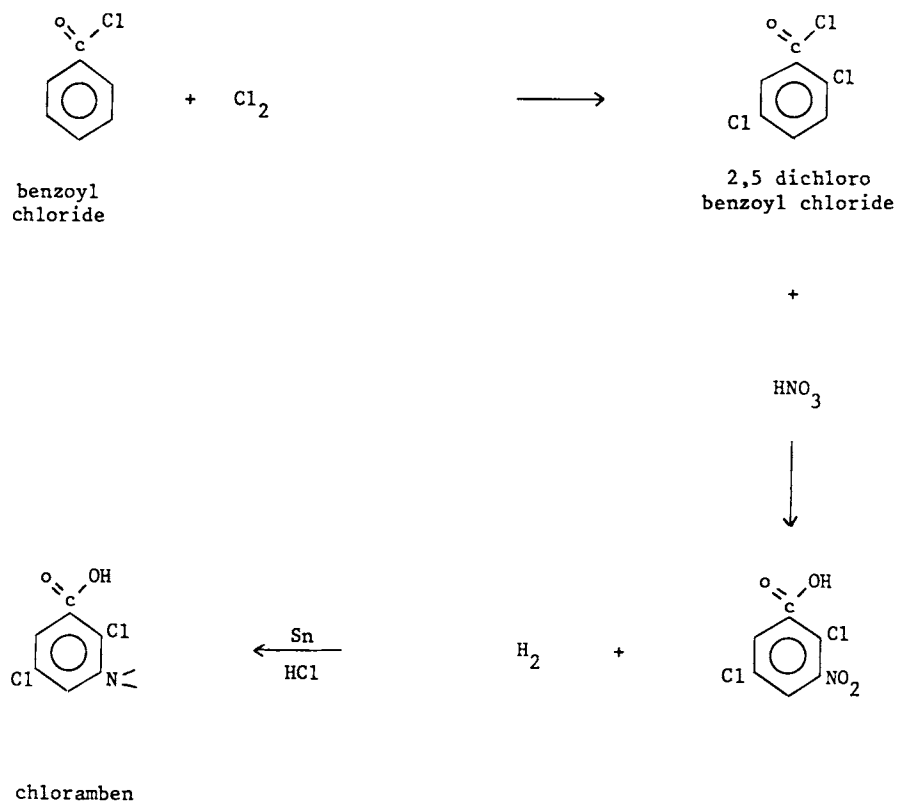 O Cl
C
+ Cl2
benzoyl
chloride
O Cl
C
Cl
Cl
2,5 dichloro
benzoyl chloride
+
HNO3
O OH
C
Cl
Cl NO2
+
H2
Sn
HCl
O OH
C
Cl
Cl N
chloramben